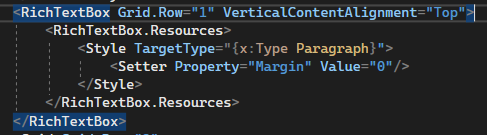 <RichTextBox Grid.Row="1" VerticalContentAlignment="Top">
<RichTextBox.Resources>
<Style TargetType="{x:Type Paragraph}">
<Setter Property="Margin" Value="0"/>
</Style>
</RichTextBox.Resources>
</RichTextBox>